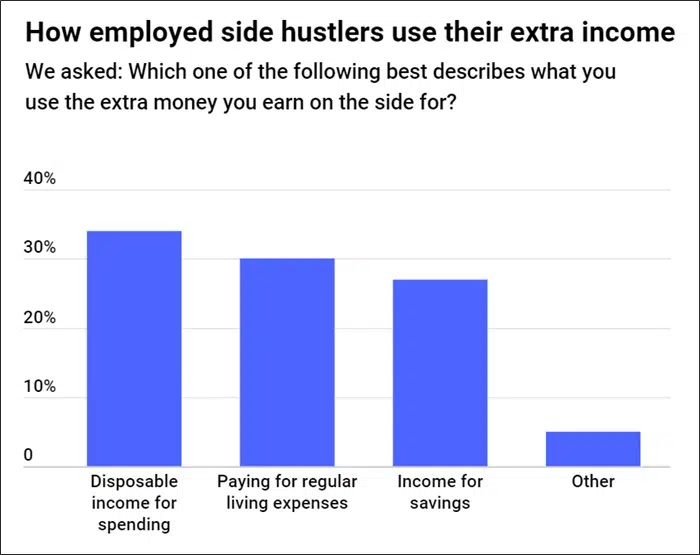 How employed side hustlers use their extra income
We asked: Which one of the following best describes what you
use the extra money you earn on the side for?
40%
30%
20%
10%
0
Disposable
income for
spending
Paying for regular
living expenses
Income for
savings
Other